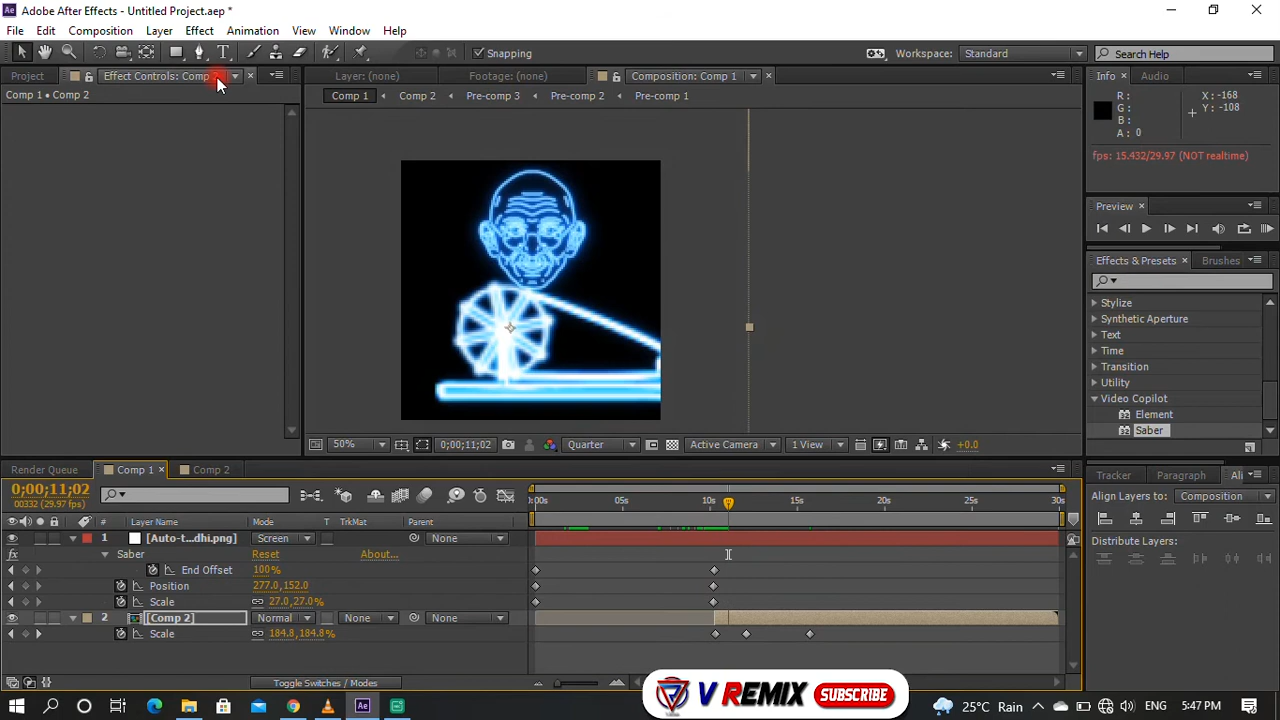 Adobe After Effects - Untitled Project.aep *
File Edit Composition Layer Effect Animation View Window Help
Snapping Workspace: Standard Search Help
Project Effect Controls: Comp 2 Layer: (none) Footage: (none) Composition: Comp 1 Info Audio
Comp 1 • Comp 2 Comp 1 Comp 2 Pre-comp 3 Pre-comp 2 Pre-comp 1
R: X: -168
G: Y: -108
B:
A: 0
fps: 15.432/29.97 (NOT realtime)
Preview
Effects & Presets Brushes
Stylize
Synthetic Aperture
Text
Time
Transition
Utility
Video Copilot
Element
Saber
50% 0;00;11;02 Quarter Active Camera 1 View +0.0
Render Queue Comp 1 Comp 2 Tracker Paragraph
0;00;11;02
00332 (29.97 fps)
:00s 05s 10s 15s 20s 25s 30s
Align Layers to: Composition
# Layer Name Mode T TrkMat Parent
1 [Auto-t...dhi].png] Screen None
Saber Reset About...
Distribute Layers:
End Offset 100%
Position 277.0,152.0
Scale 27.0,27.0%
2 [Comp 2] Normal None None
Scale 184.8,184.8%
Toggle Switches / Modes
V REMIX SUBSCRIBE
25°C Rain ENG 5:47 PM